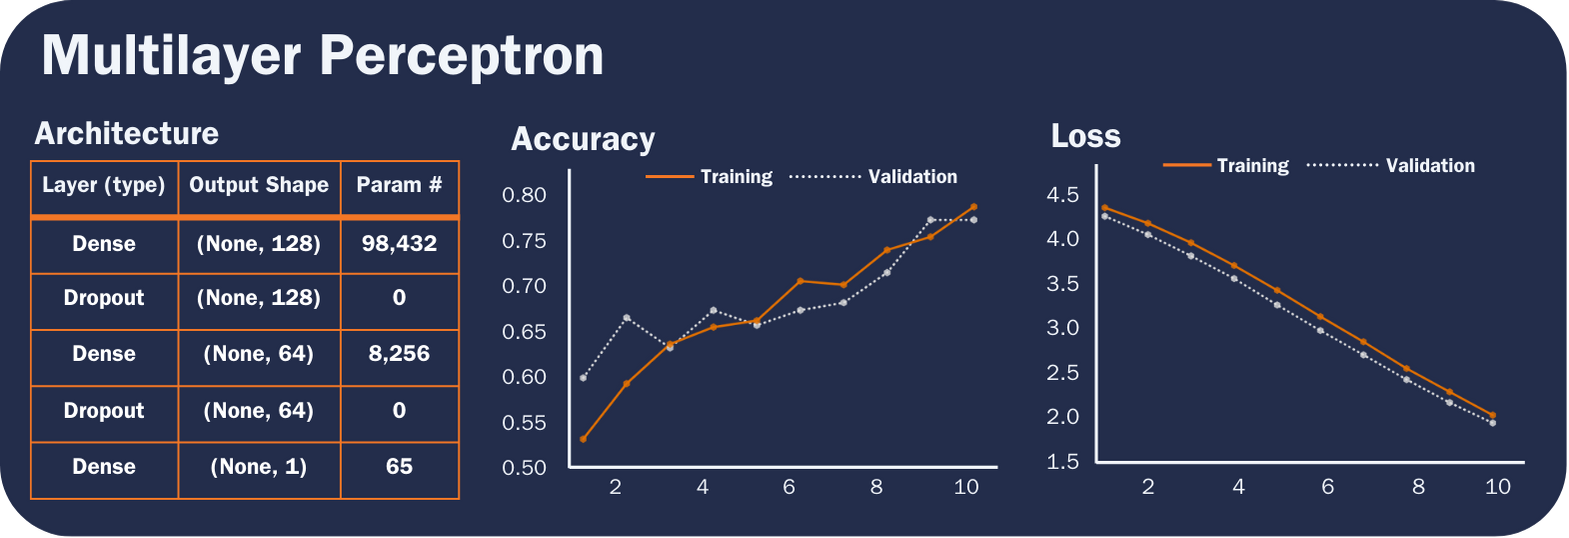 Multilayer Perceptron
Architecture
Layer (type) Output Shape Param #
Dense (None, 128) 98,432
Dropout (None, 128) 0
Dense (None, 64) 8,256
Dropout (None, 64) 0
Dense (None, 1) 65
Accuracy
Training Validation
0.80
0.75
0.70
0.65
0.60
0.55
0.50
2 4 6 8 10
Loss
Training Validation
4.5
4.0
3.5
3.0
2.5
2.0
1.5
2 4 6 8 10